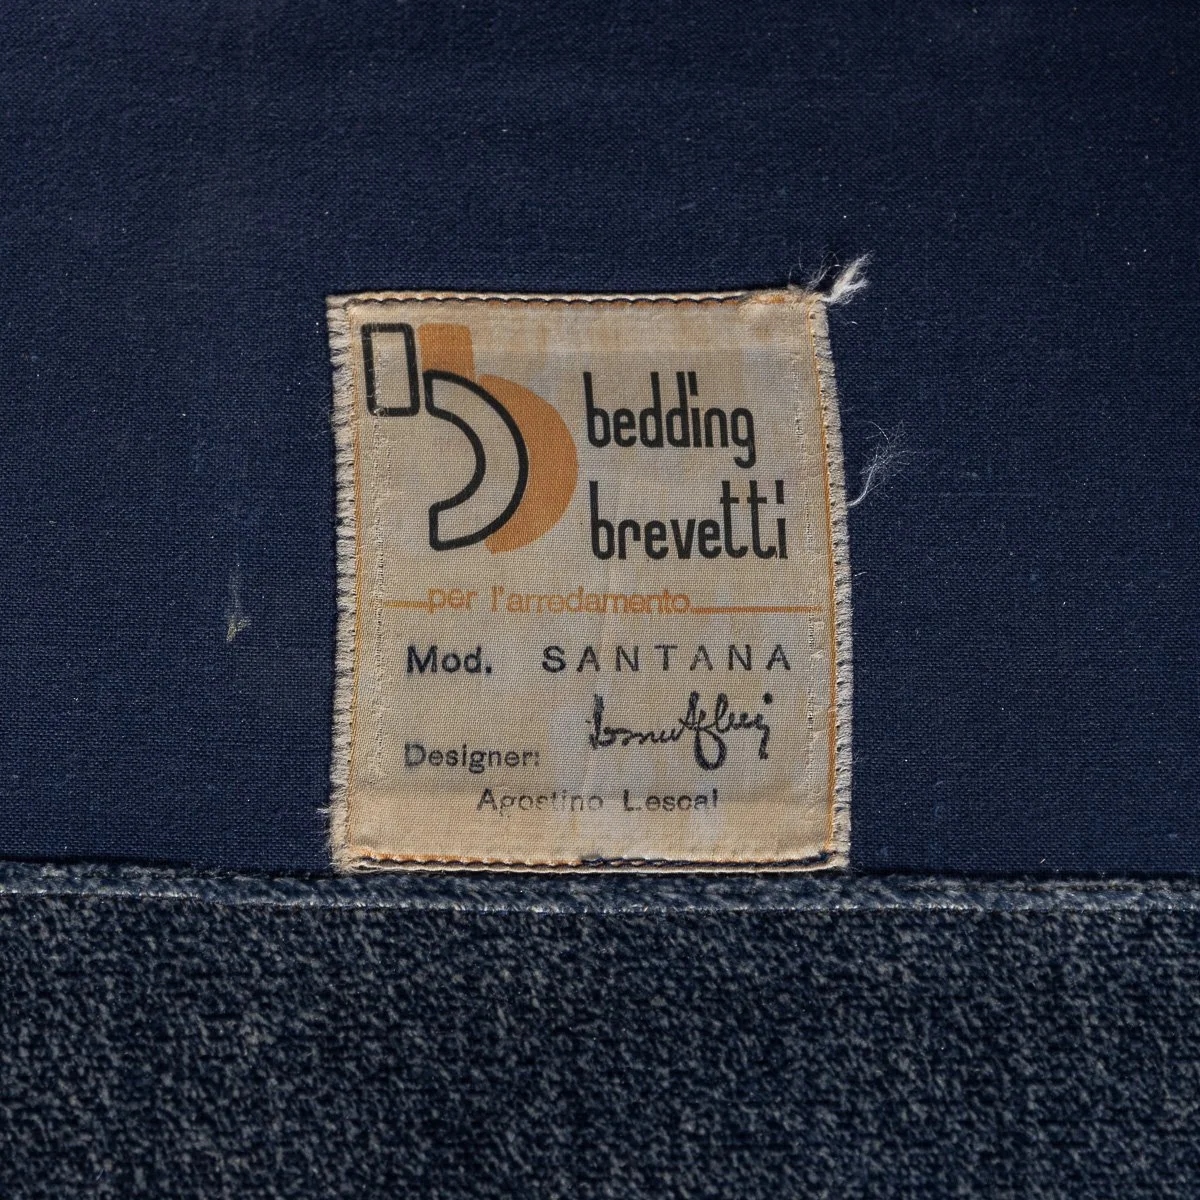 bedding
brevetti
per l'arredamento
Mod. SANTANA
Designer:
Agostino Lescai